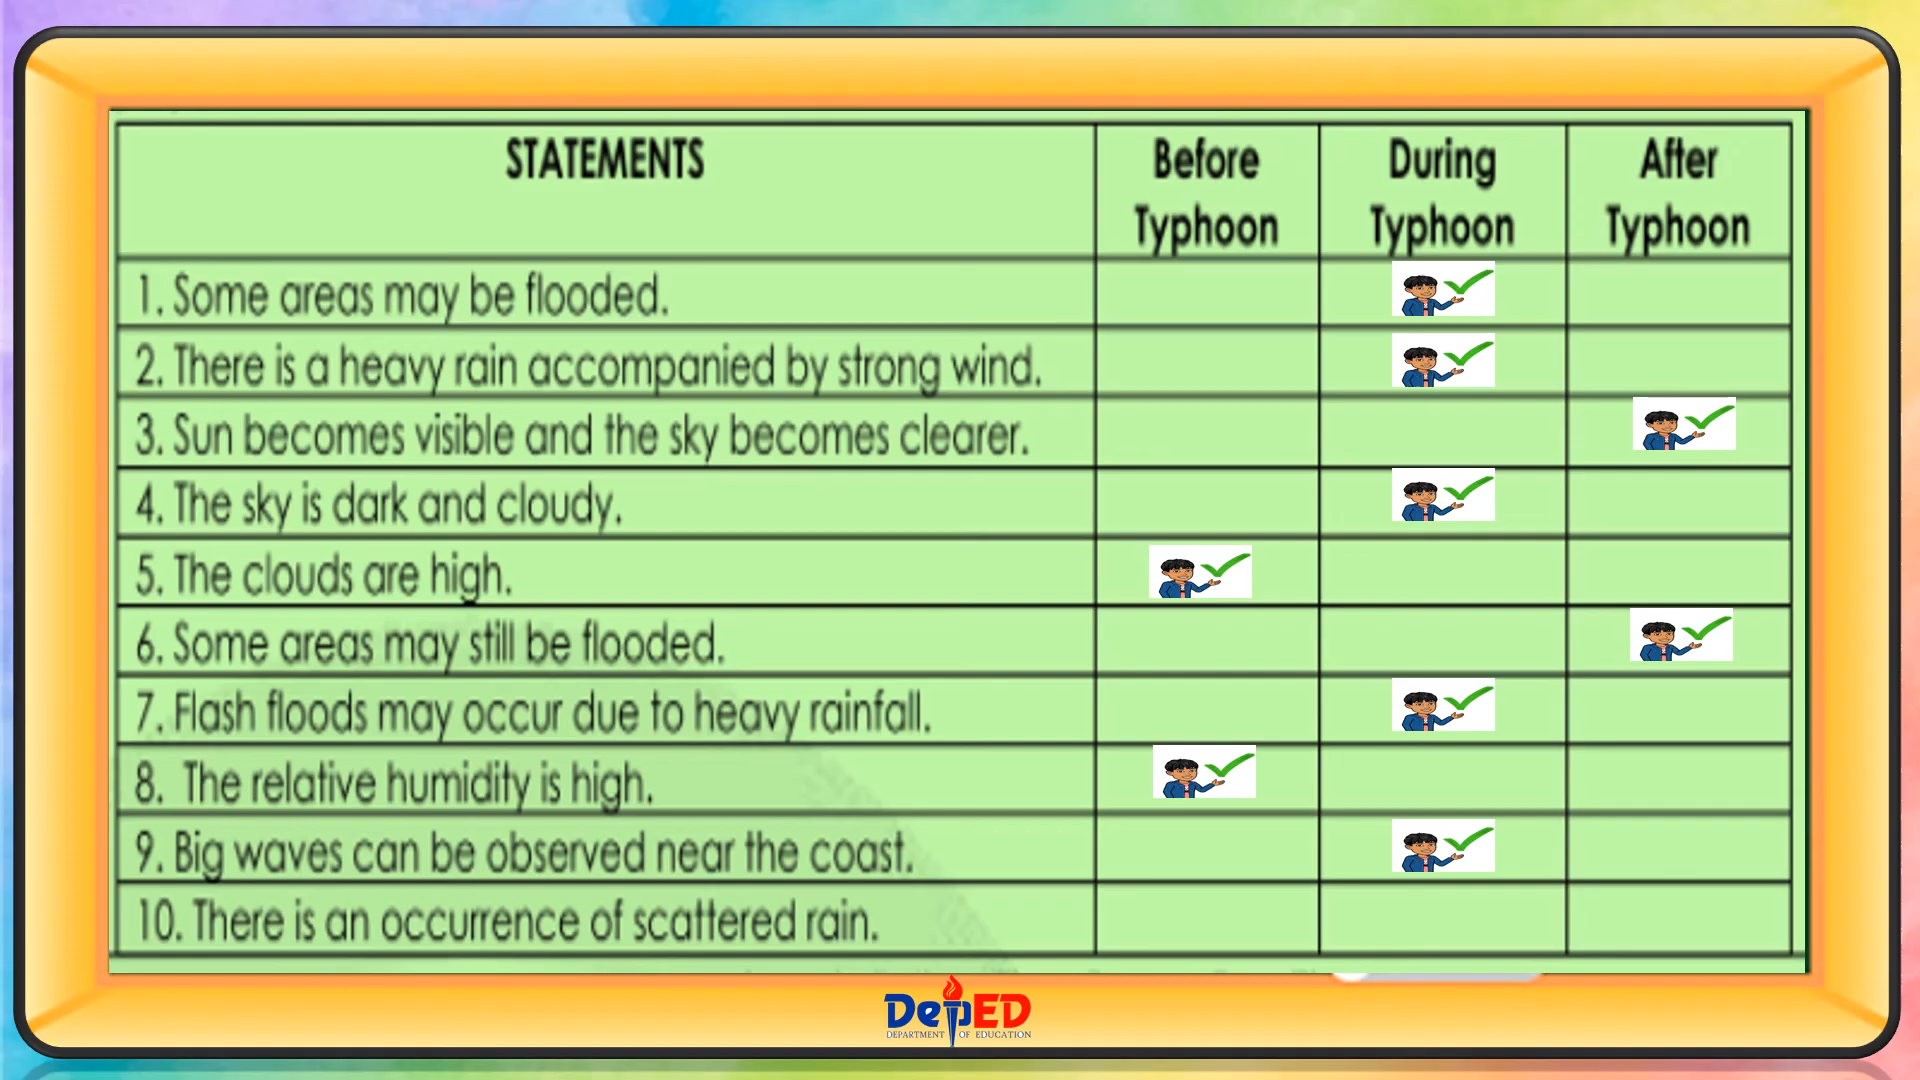 STATEMENTS
Before
Typhoon
During
Typhoon
After
Typhoon
1. Some areas may be flooded.
2. There is a heavy rain accompanied by strong wind.
3. Sun becomes visible and the sky becomes clearer.
4. The sky is dark and cloudy.
5. The clouds are high.
6. Some areas may still be flooded.
7. Flash floods may occur due to heavy rainfall.
8. The relative humidity is high.
9. Big waves can be observed near the coast.
10. There is an occurrence of scattered rain.
DepED
DEPARTMENT OF EDUCATION